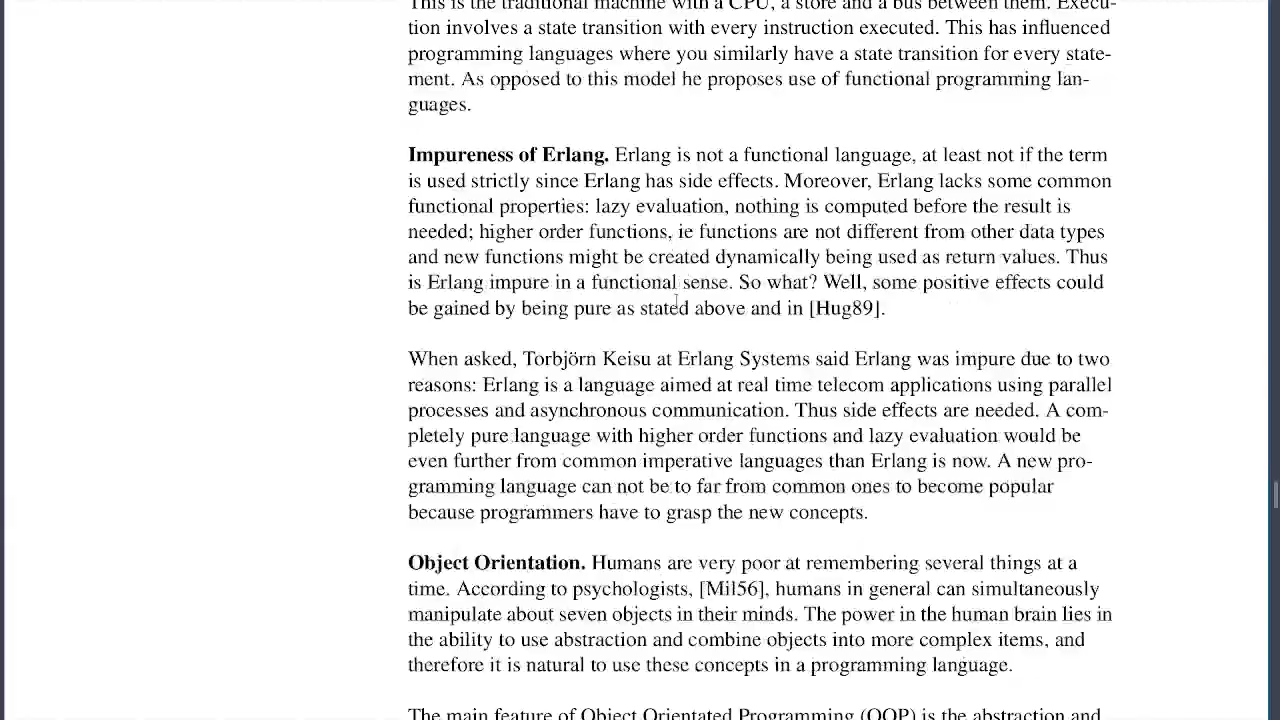 This is the traditional machine with a CPU, a store and a bus between them. Execu-
tion involves a state transition with every instruction executed. This has influenced
programming languages where you similarly have a state transition for every state-
ment. As opposed to this model he proposes use of functional programming lan-
guages.
Impureness of Erlang. Erlang is not a functional language, at least not if the term
is used strictly since Erlang has side effects. Moreover, Erlang lacks some common
functional properties: lazy evaluation, nothing is computed before the result is
needed; higher order functions, ie functions are not different from other data types
and new functions might be created dynamically being used as return values. Thus
is Erlang impure in a functional sense. So what? Well, some positive effects could
be gained by being pure as stated above and in [Hug89].
When asked, Torbjörn Keisu at Erlang Systems said Erlang was impure due to two
reasons: Erlang is a language aimed at real time telecom applications using parallel
processes and asynchronous communication. Thus side effects are needed. A com-
pletely pure language with higher order functions and lazy evaluation would be
even further from common imperative languages than Erlang is now. A new pro-
gramming language can not be to far from common ones to become popular
because programmers have to grasp the new concepts.
Object Orientation. Humans are very poor at remembering several things at a
time. According to psychologists, [Mil56], humans in general can simultaneously
manipulate about seven objects in their minds. The power in the human brain lies in
the ability to use abstraction and combine objects into more complex items, and
therefore it is natural to use these concepts in a programming language.
The main feature of Object Orientated Programming (OOP) is the abstraction and